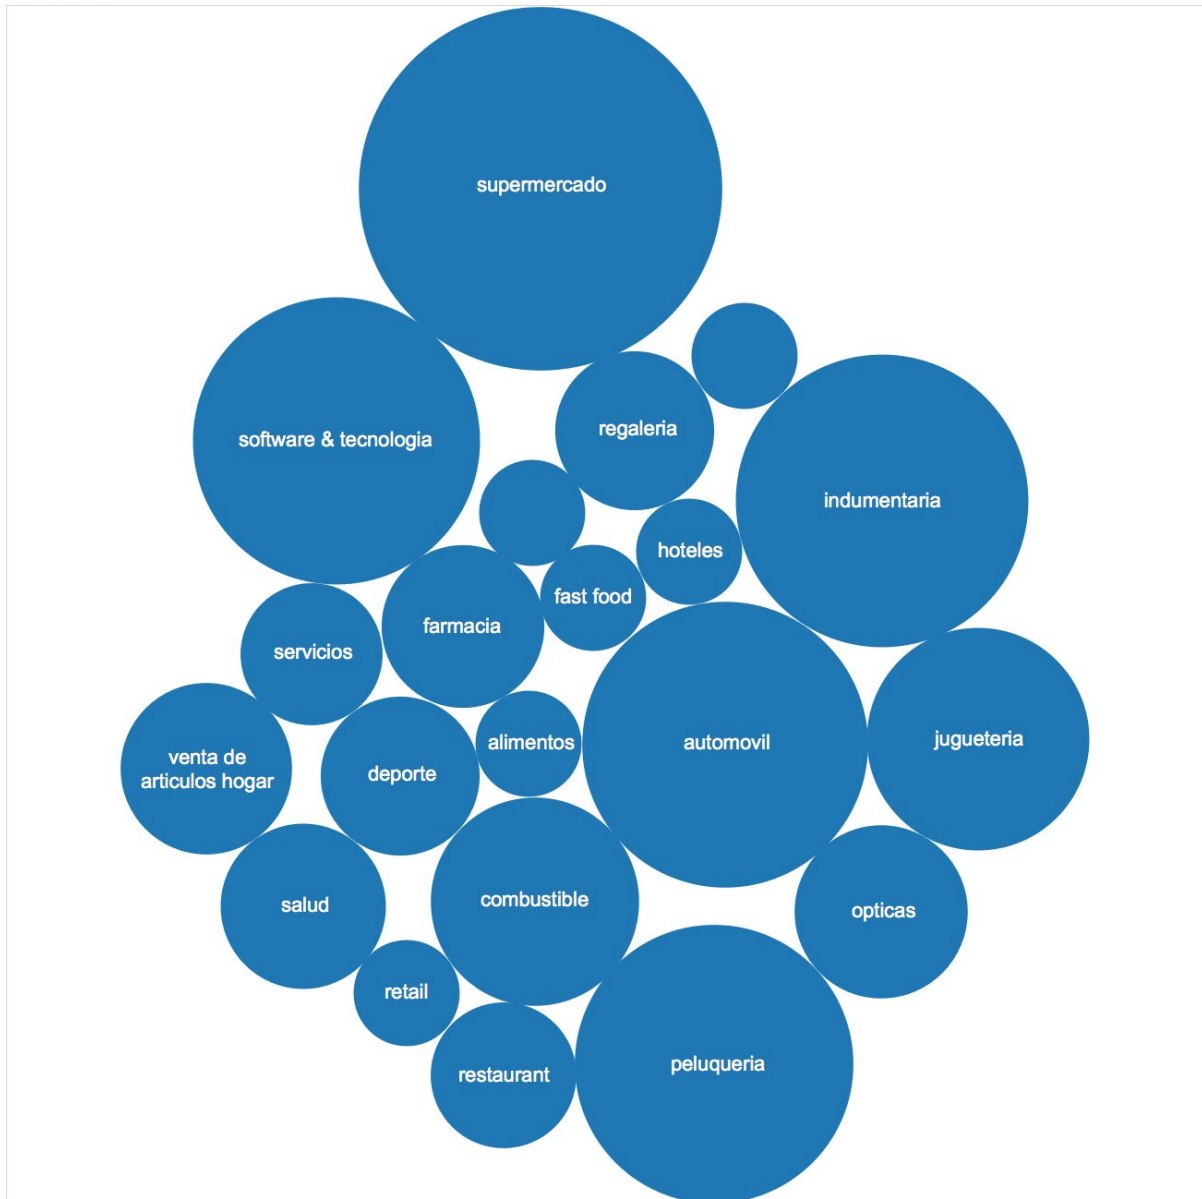 supermercado
regaleria
software & tecnologia
indumentaria
hoteles
fast food
farmacia
servicios
venta de
articulos hogar
deporte
alimentos
automovil
jugueteria
salud
combustible
opticas
retail
restaurant
peluqueria